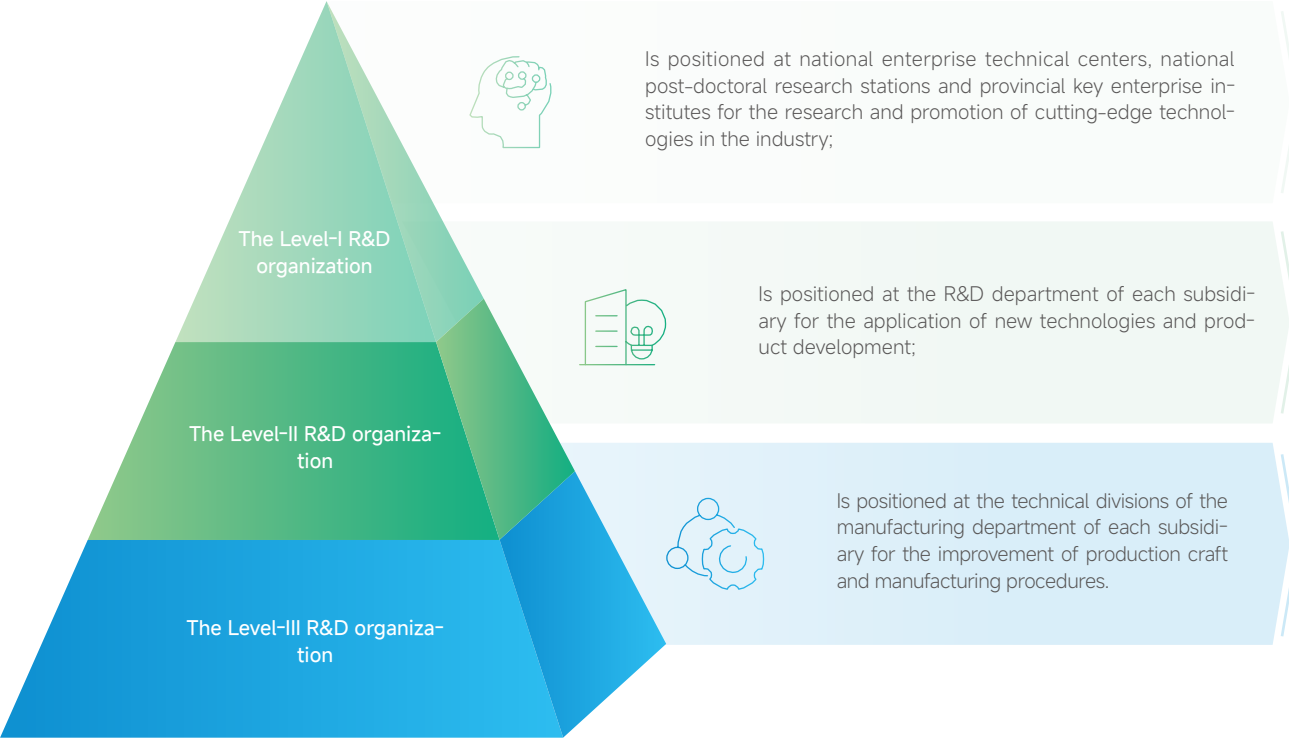 Is positioned at national enterprise technical centers, national
post-doctoral research stations and provincial key enterprise in-
stitutes for the research and promotion of cutting-edge technol-
ogies in the industry;
The Level-I R&D
organization
Is positioned at the R&D department of each subsidi-
ary for the application of new technologies and prod-
uct development;
The Level-II R&D organiza-
tion
Is positioned at the technical divisions of the
manufacturing department of each subsidi-
ary for the improvement of production craft
and manufacturing procedures.
The Level-III R&D organiza-
tion